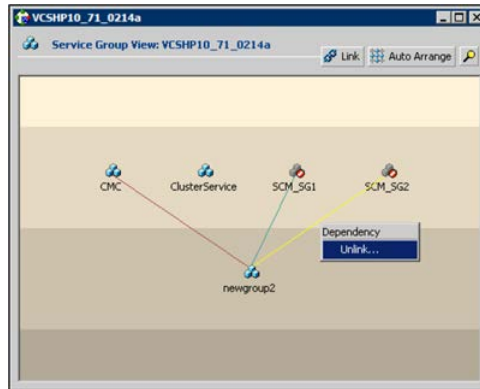 VCSHP10_71_0214a
Service Group View: VCSHP10_71_0214a
Link
Auto Arrange
CMC
ClusterService
SCM_SG1
SCM_SG2
Dependency
Unlink...
newgroup2